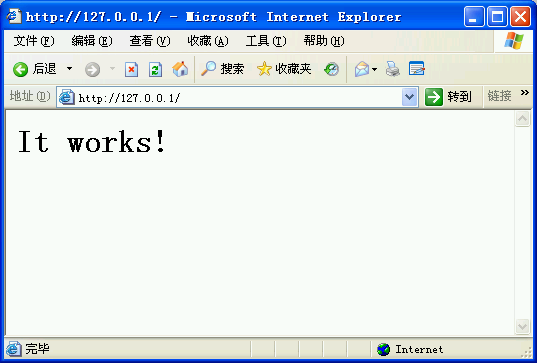 http://127.0.0.1/ - Microsoft Internet Explorer
文件(F) 编辑(E) 查看(V) 收藏(A) 工具(T) 帮助(H)
后退 搜索 收藏夹
地址(D) http://127.0.0.1/ 转到 链接 »
It works!
完毕 Internet